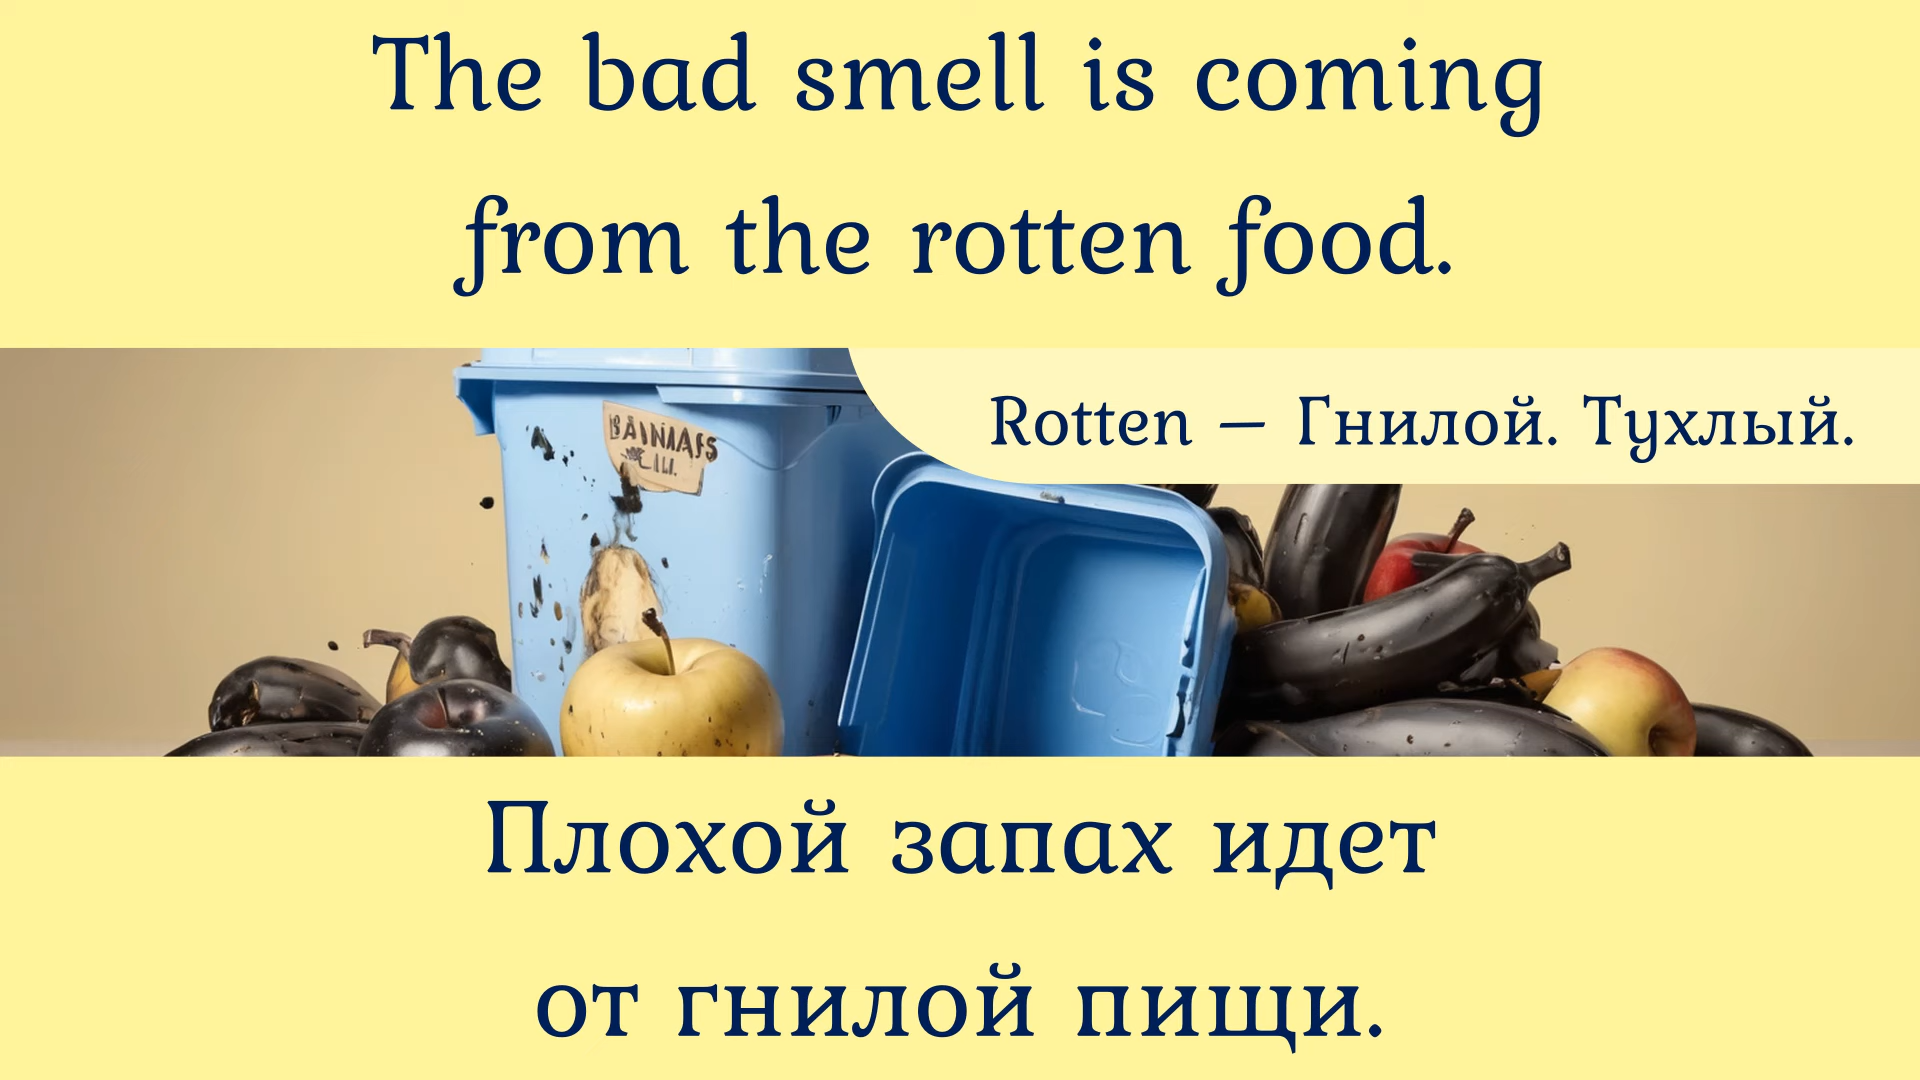 The bad smell is coming
from the rotten food.
Rotten – Гнилой. Тухлый.
Плохой запах идет
от гнилой пищи.